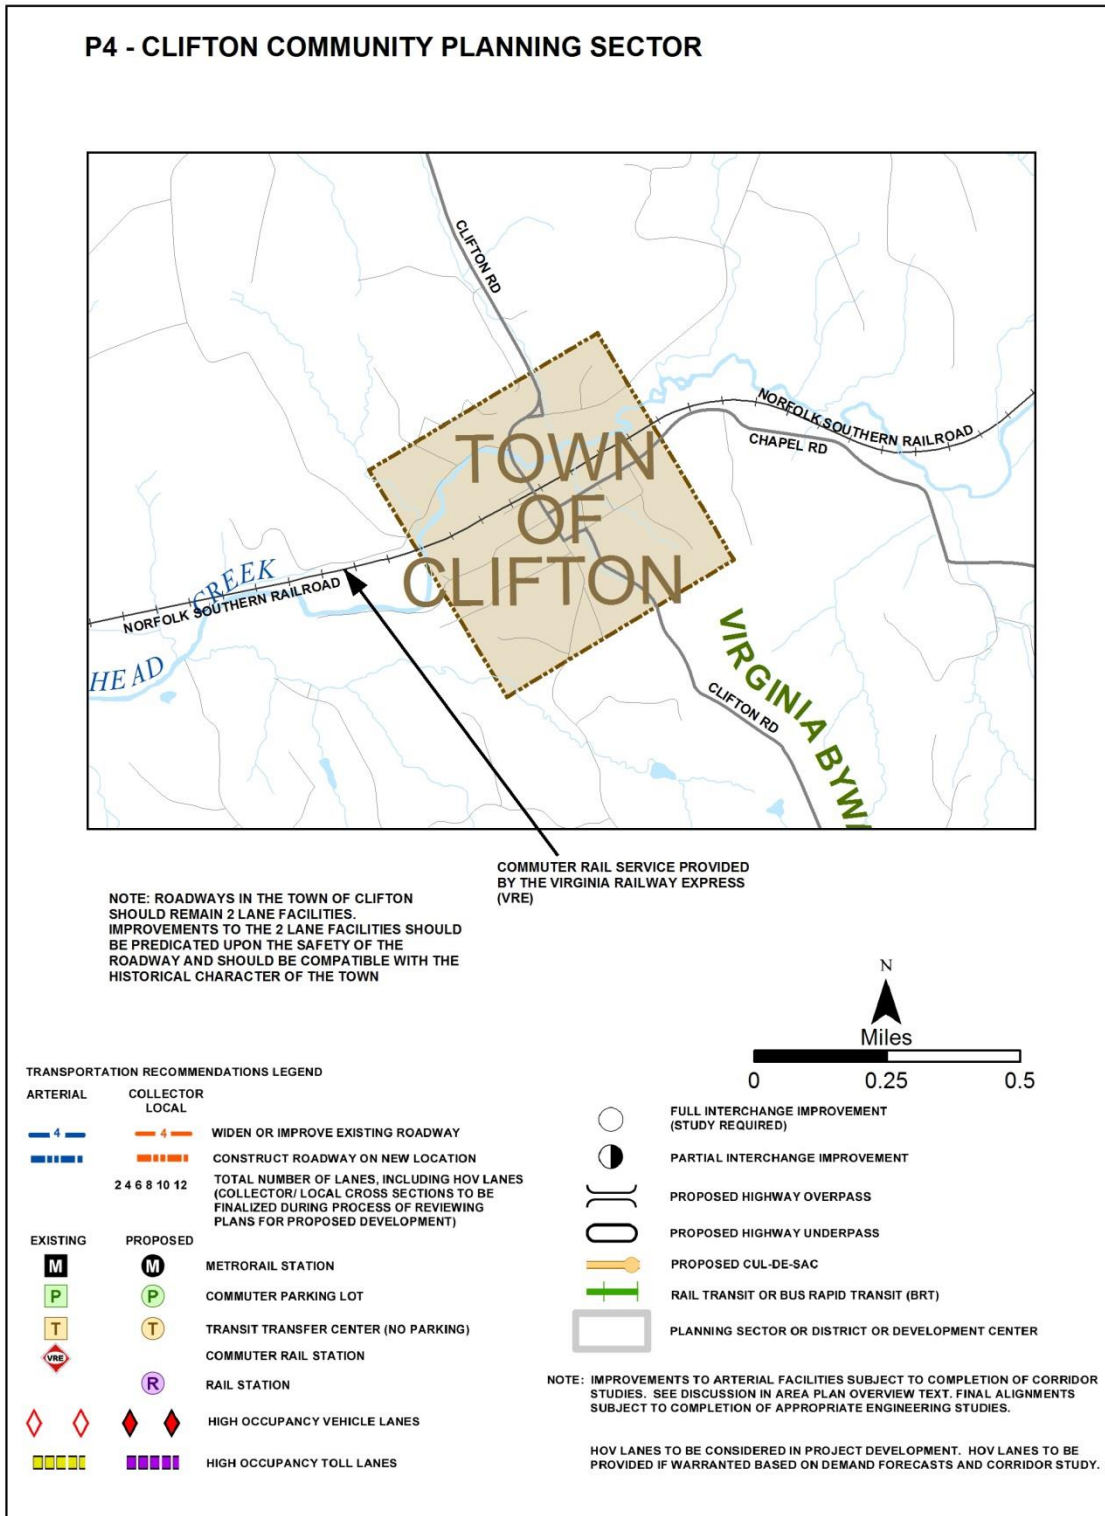 P4 - CLIFTON COMMUNITY PLANNING SECTOR
CLIFTON RD
NORFOLK SOUTHERN RAILROAD
CHAPEL RD
TOWN
OF
CLIFTON
CREEK
NORFOLK SOUTHERN RAILROAD
HEAD
VIRGINIA BYWA
CLIFTON RD
COMMUTER RAIL SERVICE PROVIDED
BY THE VIRGINIA RAILWAY EXPRESS
(VRE)
NOTE: ROADWAYS IN THE TOWN OF CLIFTON
SHOULD REMAIN 2 LANE FACILITIES.
IMPROVEMENTS TO THE 2 LANE FACILITIES SHOULD
BE PREDICATED UPON THE SAFETY OF THE
ROADWAY AND SHOULD BE COMPATIBLE WITH THE
HISTORICAL CHARACTER OF THE TOWN
N
Miles
0 0.25 0.5
TRANSPORTATION RECOMMENDATIONS LEGEND
ARTERIAL COLLECTOR
LOCAL
4 4 WIDEN OR IMPROVE EXISTING ROADWAY
CONSTRUCT ROADWAY ON NEW LOCATION
2 4 6 8 10 12 TOTAL NUMBER OF LANES, INCLUDING HOV LANES
(COLLECTOR/ LOCAL CROSS SECTIONS TO BE
FINALIZED DURING PROCESS OF REVIEWING
PLANS FOR PROPOSED DEVELOPMENT)
EXISTING PROPOSED
M M METRORAIL STATION
P P COMMUTER PARKING LOT
T T TRANSIT TRANSFER CENTER (NO PARKING)
VRE COMMUTER RAIL STATION
R RAIL STATION
HIGH OCCUPANCY VEHICLE LANES
HIGH OCCUPANCY TOLL LANES
FULL INTERCHANGE IMPROVEMENT
(STUDY REQUIRED)
PARTIAL INTERCHANGE IMPROVEMENT
PROPOSED HIGHWAY OVERPASS
PROPOSED HIGHWAY UNDERPASS
PROPOSED CUL-DE-SAC
RAIL TRANSIT OR BUS RAPID TRANSIT (BRT)
PLANNING SECTOR OR DISTRICT OR DEVELOPMENT CENTER
NOTE: IMPROVEMENTS TO ARTERIAL FACILITIES SUBJECT TO COMPLETION OF CORRIDOR
STUDIES. SEE DISCUSSION IN AREA PLAN OVERVIEW TEXT. FINAL ALIGNMENTS
SUBJECT TO COMPLETION OF APPROPRIATE ENGINEERING STUDIES.
HOV LANES TO BE CONSIDERED IN PROJECT DEVELOPMENT. HOV LANES TO BE
PROVIDED IF WARRANTED BASED ON DEMAND FORECASTS AND CORRIDOR STUDY.